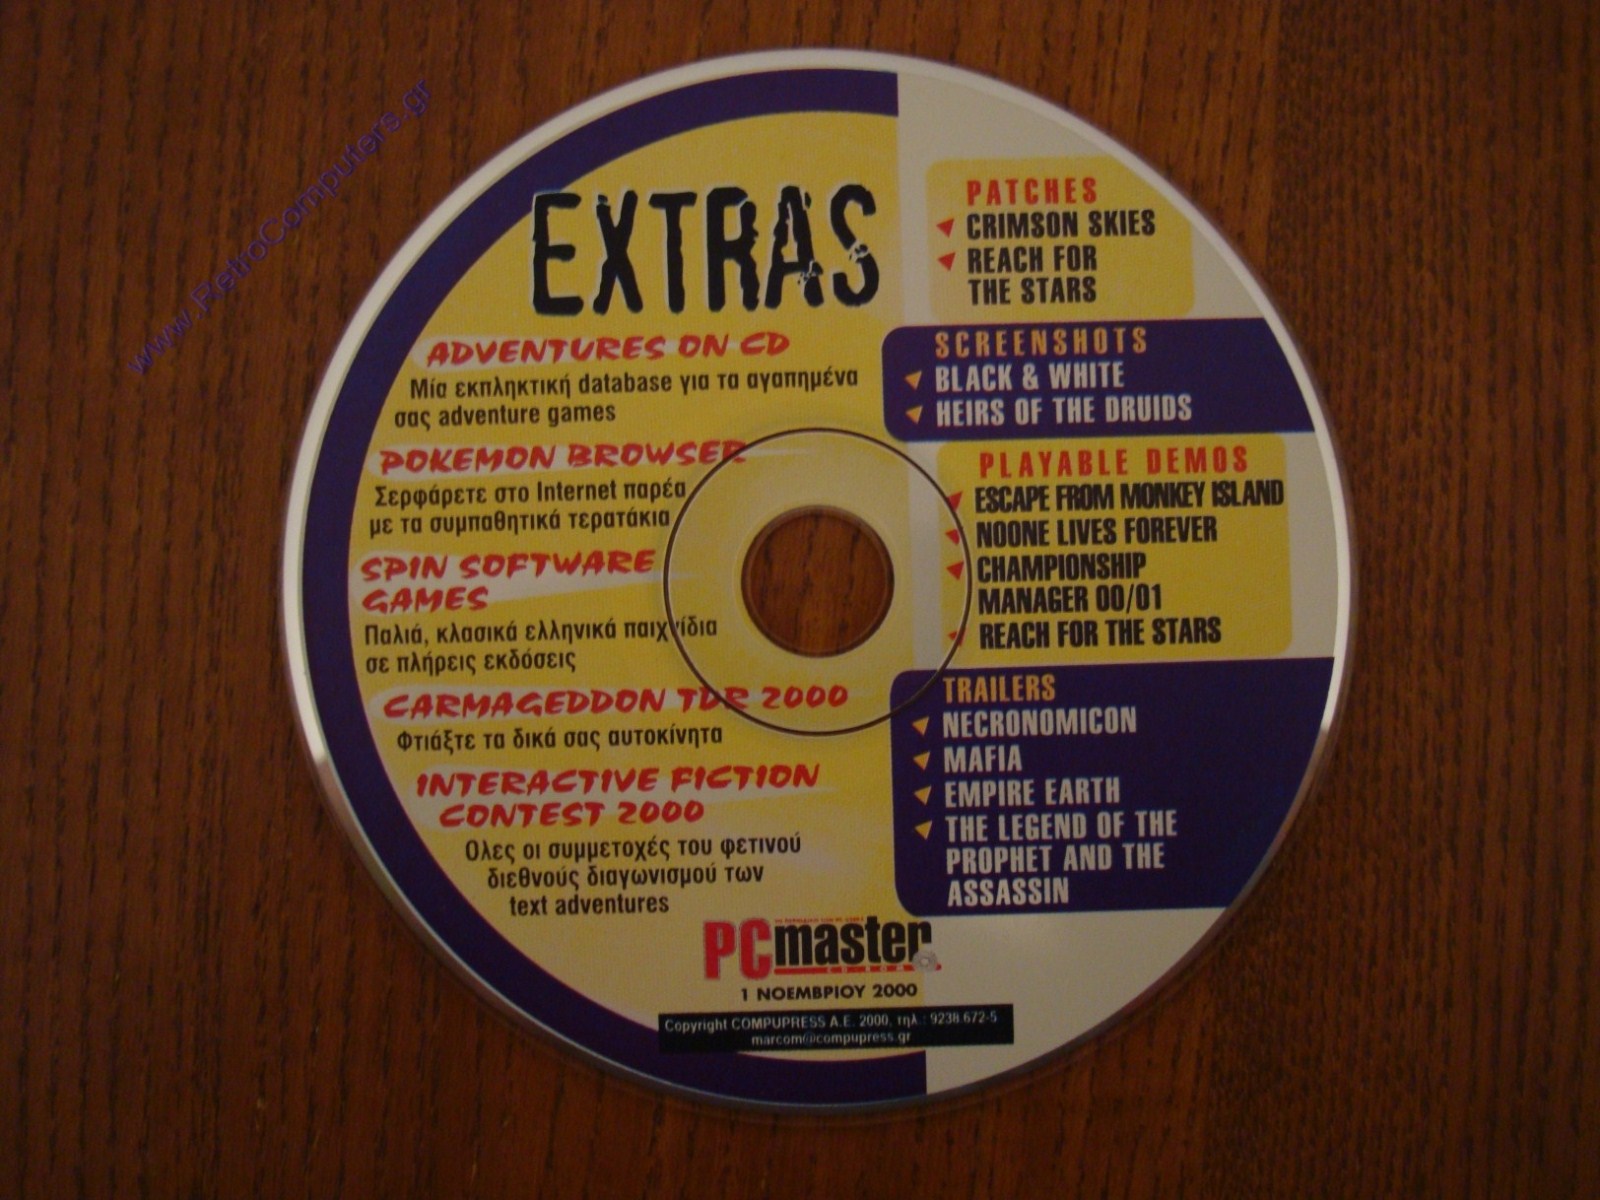 www.RetroComputers.gr
EXTRAS
ADVENTURES ON CD
Μία εκπληκτική database για τα αγαπημένα
σας adventure games
POKEMON BROWSER
Σερφάρετε στο Internet παρέα
με τα συμπαθητικά τερατάκια
SPIN SOFTWARE
GAMES
Παλιά, κλασικά ελληνικά παιχνίδια
σε πλήρεις εκδόσεις
CARMAGEDDON TDR 2000
Φτιάξτε τα δικά σας αυτοκίνητα
INTERACTIVE FICTION
CONTEST 2000
Ολες οι συμμετοχές του φετινού
διεθνούς διαγωνισμού των
text adventures
PATCHES
CRIMSON SKIES
REACH FOR
THE STARS
SCREENSHOTS
BLACK & WHITE
HEIRS OF THE DRUIDS
PLAYABLE DEMOS
ESCAPE FROM MONKEY ISLAND
NOONE LIVES FOREVER
CHAMPIONSHIP
MANAGER 00/01
REACH FOR THE STARS
TRAILERS
NECRONOMICON
MAFIA
EMPIRE EARTH
THE LEGEND OF THE
PROPHET AND THE
ASSASSIN
PC master
CD-ROM
1 ΝΟΕΜΒΡΙΟΥ 2000
Copyright COMPUPRESS A.E. 2000, τηλ.: 9238.672-5
marcom@compupress.gr